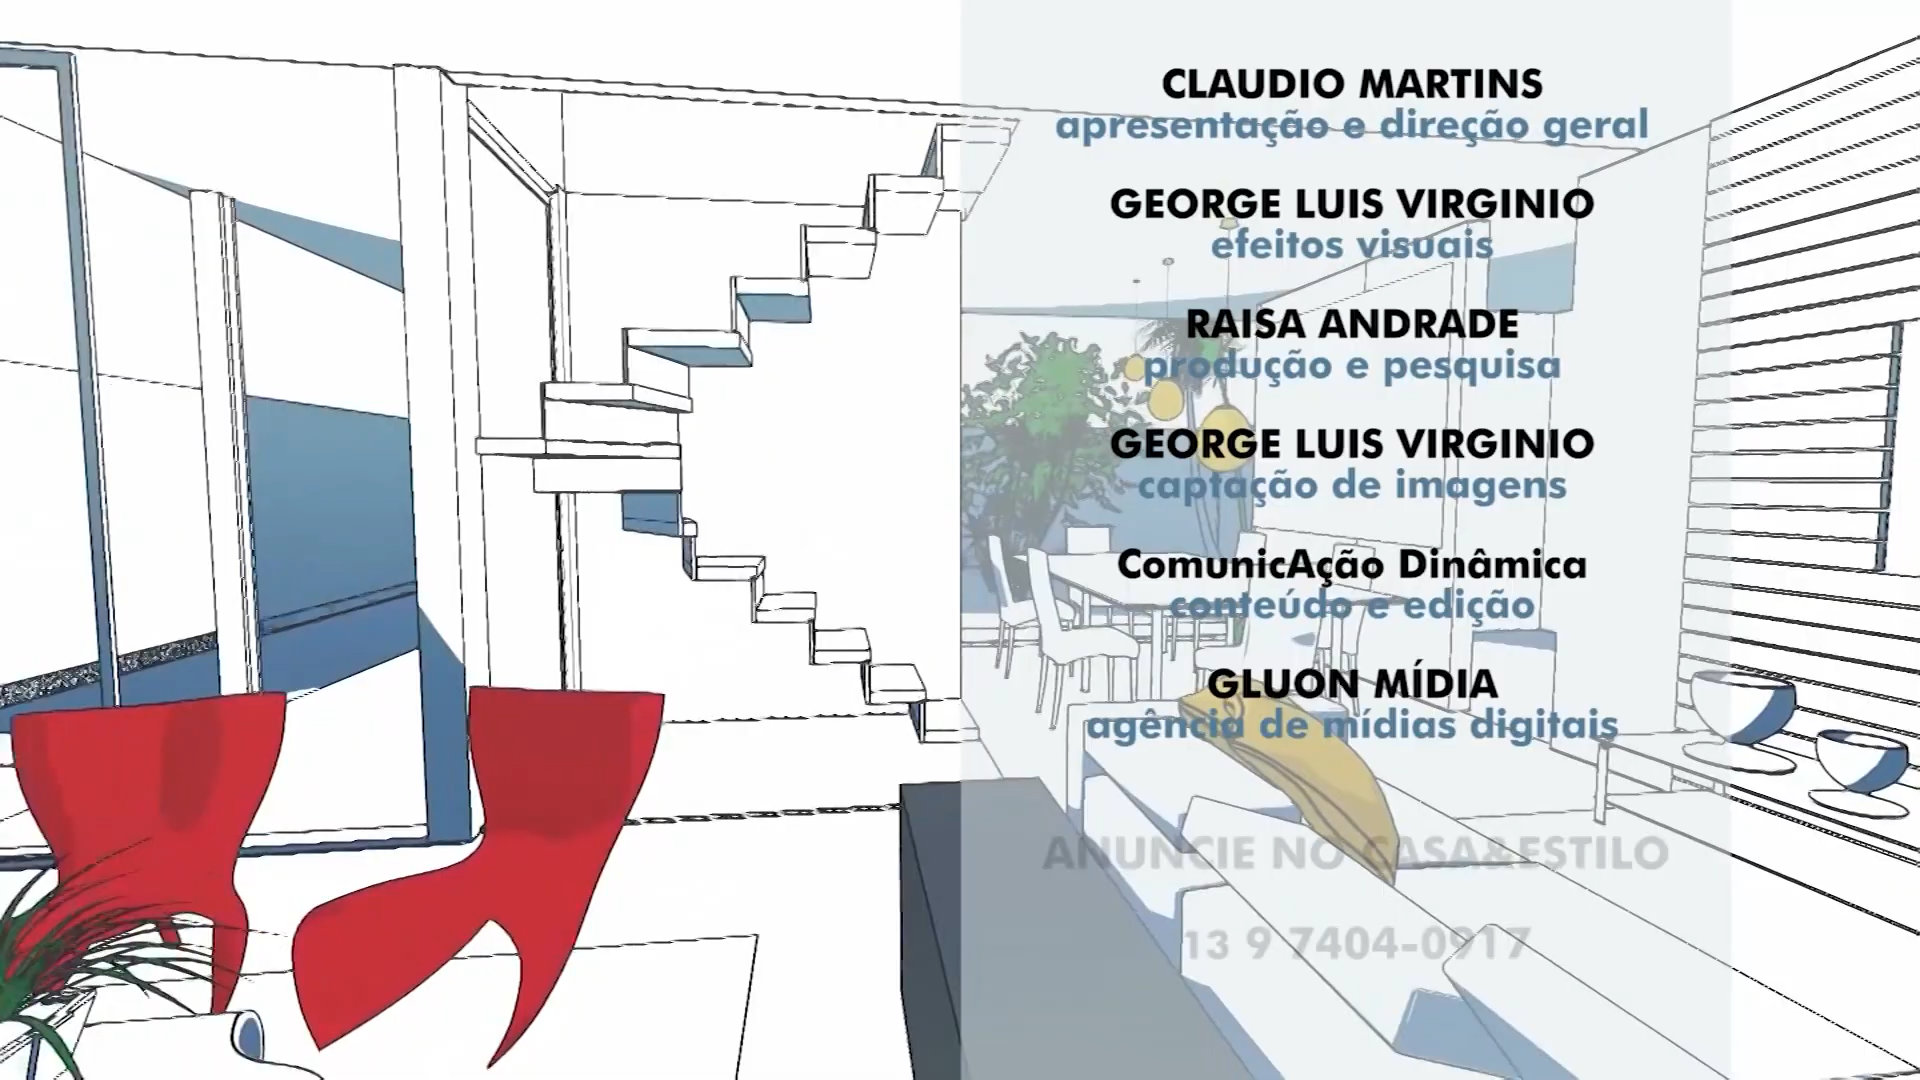 CLAUDIO MARTINS
apresentação e direção geral
GEORGE LUIS VIRGINIO
efeitos visuais
RAISA ANDRADE
produção e pesquisa
GEORGE LUIS VIRGINIO
captação de imagens
ComunicAção Dinâmica
conteúdo e edição
GLUON MÍDIA
agência de mídias digitais
ANUNCIE NO CASA&ESTILO
13 9 7404-0917